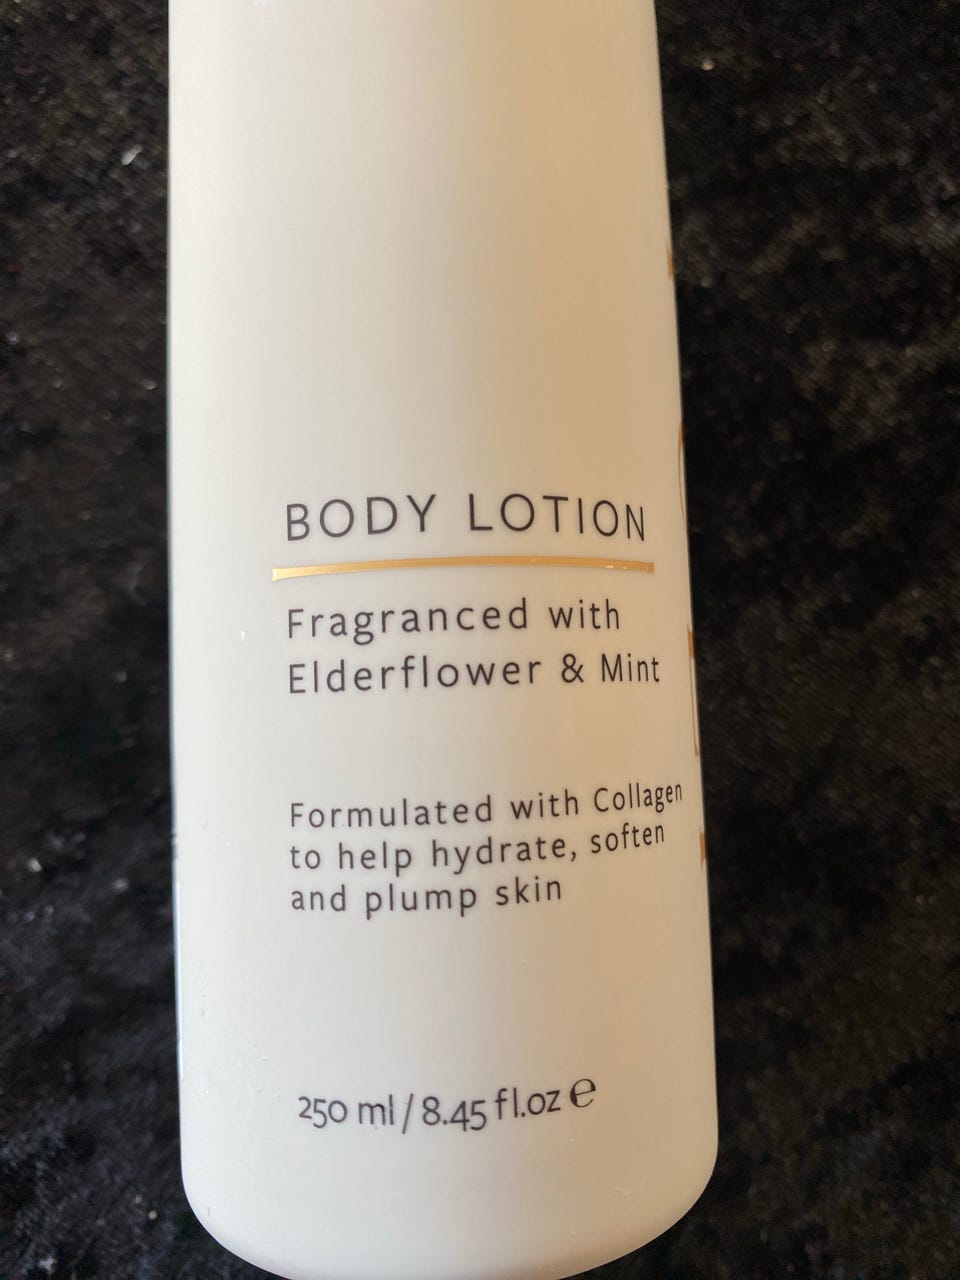 BODY LOTION
Fragranced with
Elderflower & Mint
Formulated with Collagen
to help hydrate, soften
and plump skin
250 ml / 8.45 fl.oz ℮